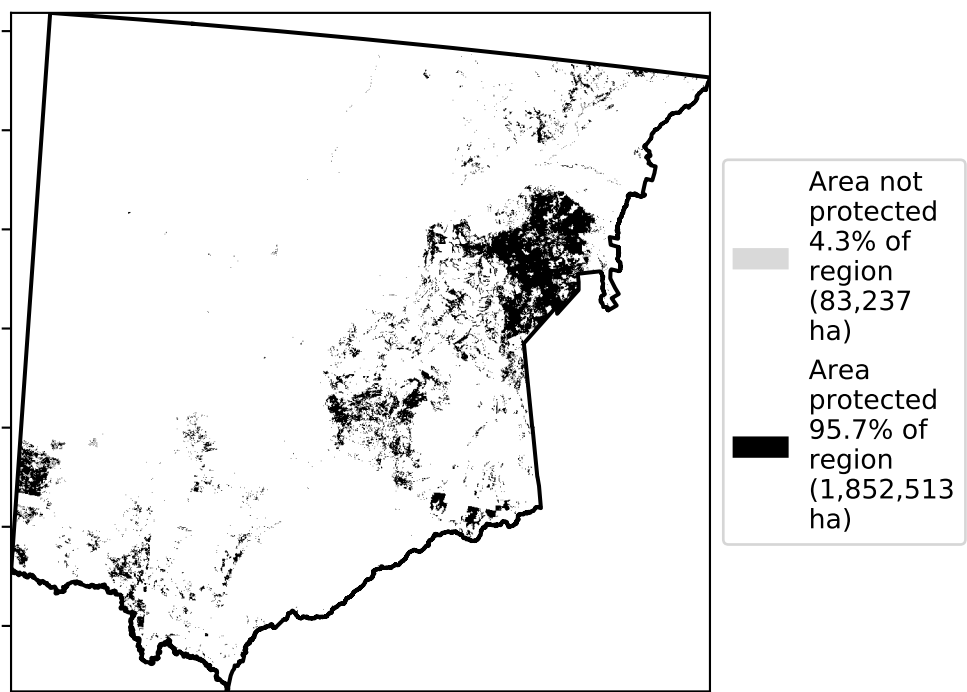 Area not
protected
4.3% of
region
(83,237
ha)
Area
protected
95.7% of
region
(1,852,513
ha)